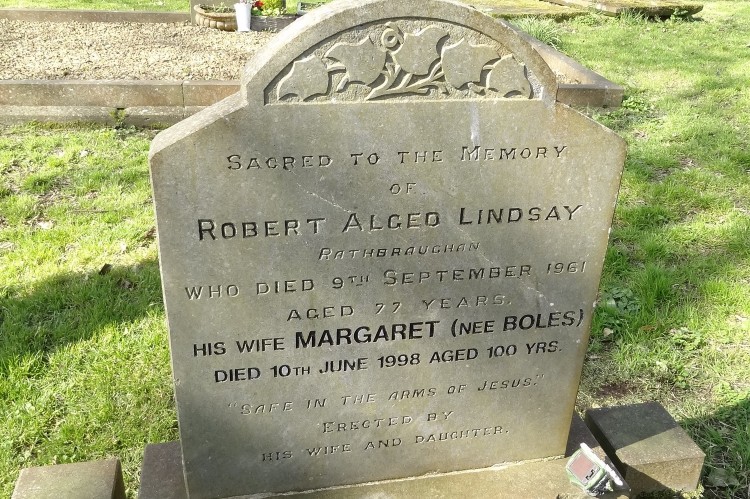 Sacred to the Memory
of
Robert Algeo Lindsay
Rathbraughan
who died 9th September 1961
aged 77 years.
HIS WIFE MARGARET (NEE BOLES)
DIED 10TH JUNE 1998 AGED 100 YRS.
"Safe in the arms of Jesus."
Erected by
his wife and daughter.